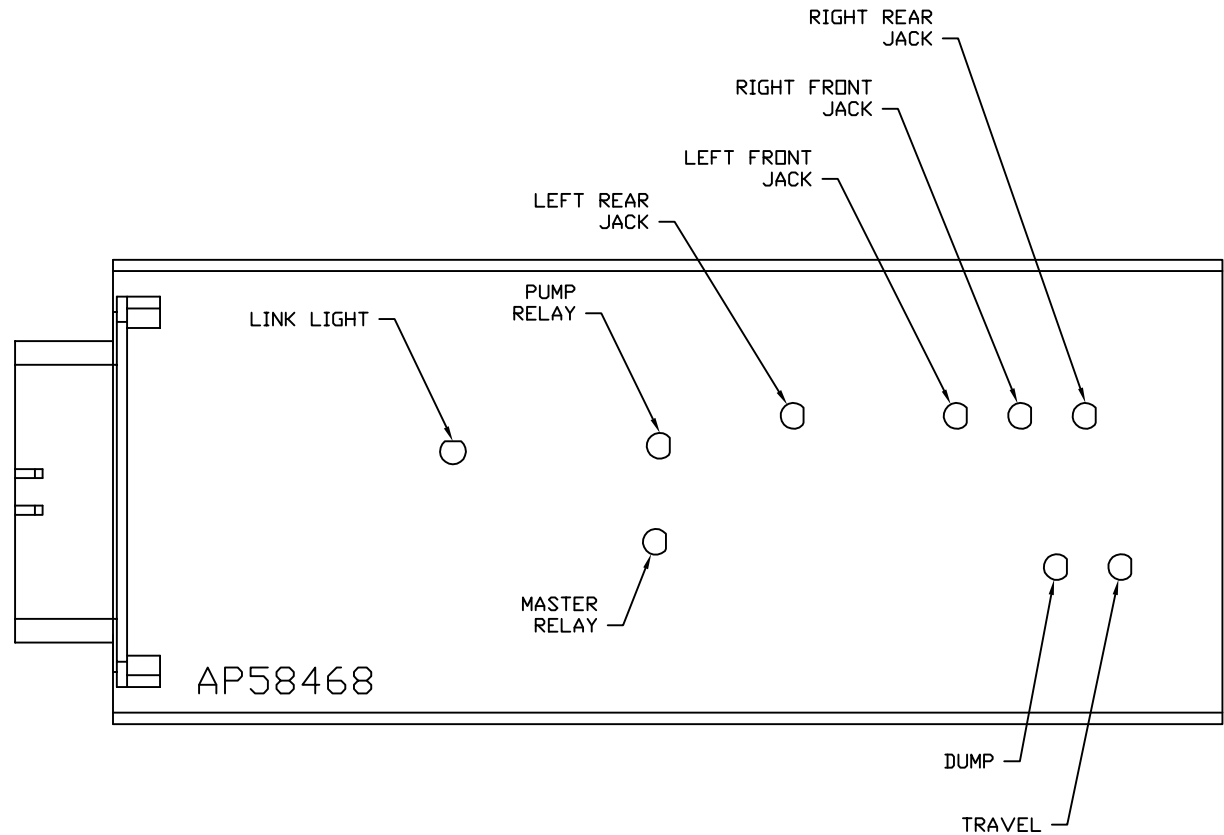 RIGHT REAR
JACK
RIGHT FRONT
JACK
LEFT FRONT
JACK
LEFT REAR
JACK
PUMP
RELAY
LINK LIGHT
MASTER
RELAY
AP58468
DUMP
TRAVEL